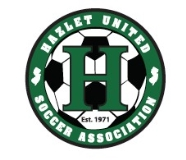 HAZLET UNITED
H
Est. 1971
SOCCER ASSOCIATION